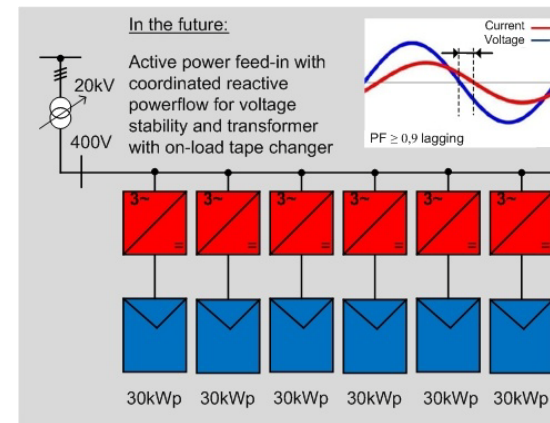 In the future:
Active power feed-in with
coordinated reactive
powerflow for voltage
stability and transformer
with on-load tape changer
Current
Voltage
PF ≥ 0,9 lagging
20kV
400V
3~ = 3~ = 3~ = 3~ = 3~ = 3~ =
30kWp 30kWp 30kWp 30kWp 30kWp 30kWp